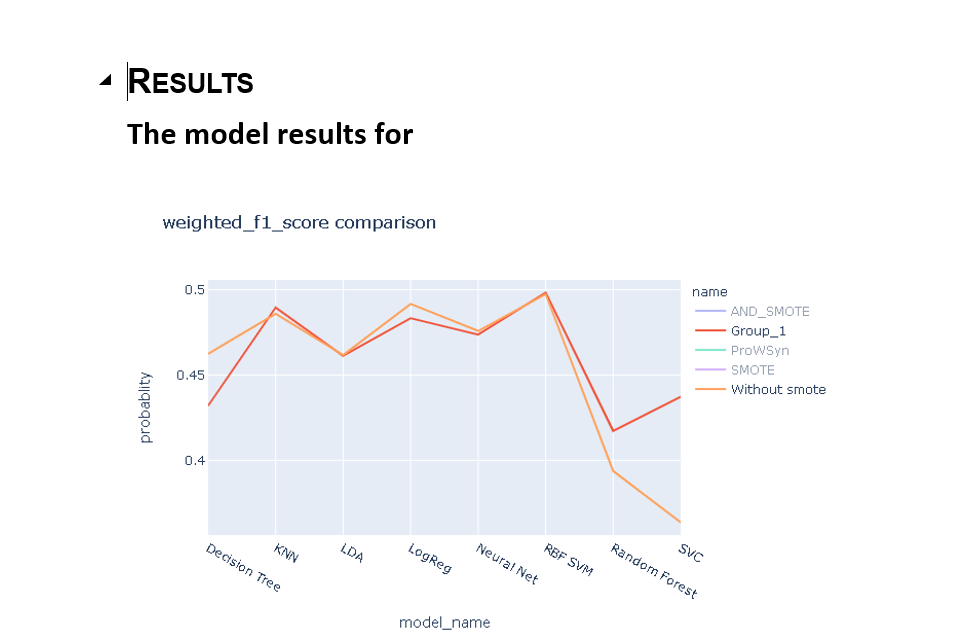 RESULTS
The model results for
weighted_f1_score comparison
0.5
0.45
0.4
probablity
name
AND_SMOTE
Group_1
ProWSyn
SMOTE
Without smote
Decision Tree
KNN
LDA
LogReg
Neural Net
RBF SVM
Random Forest
SVC
model_name